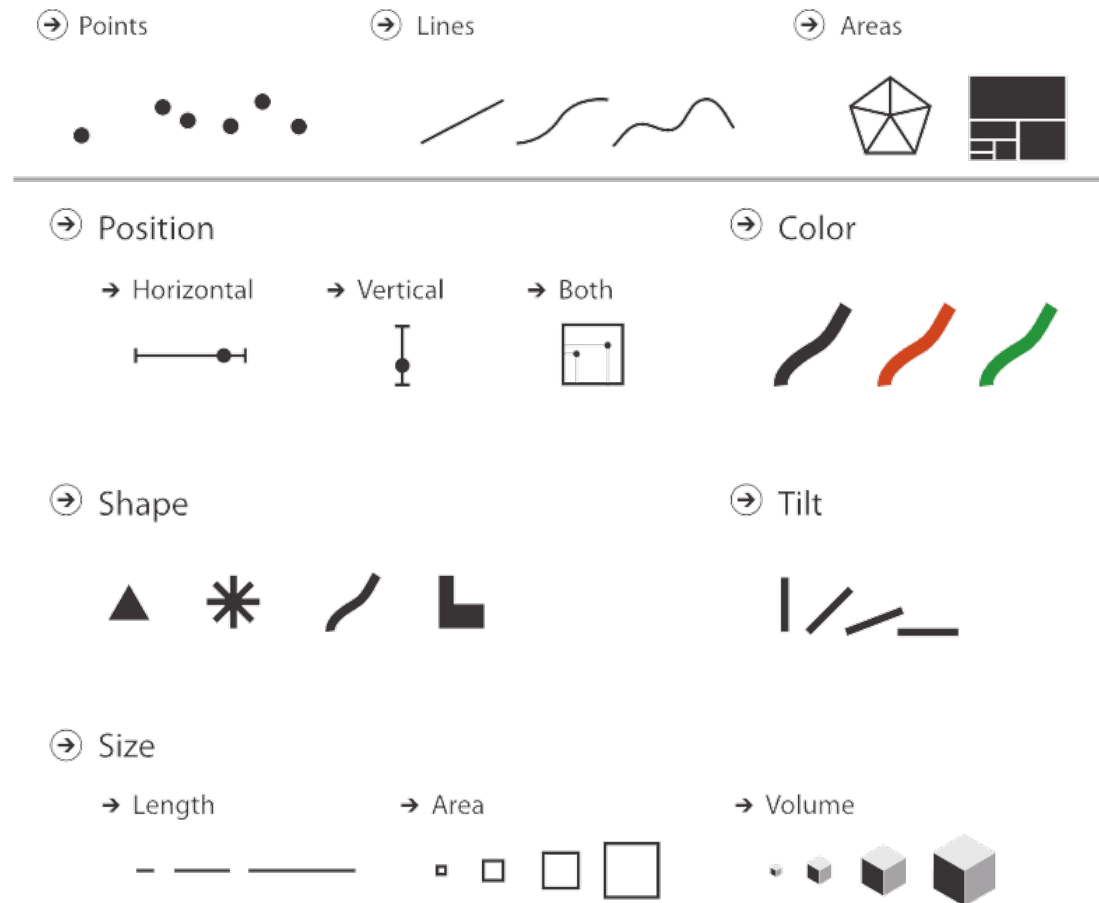 Points
Lines
Areas
Position
Color
Horizontal
Vertical
Both
Shape
Tilt
Size
Length
Area
Volume